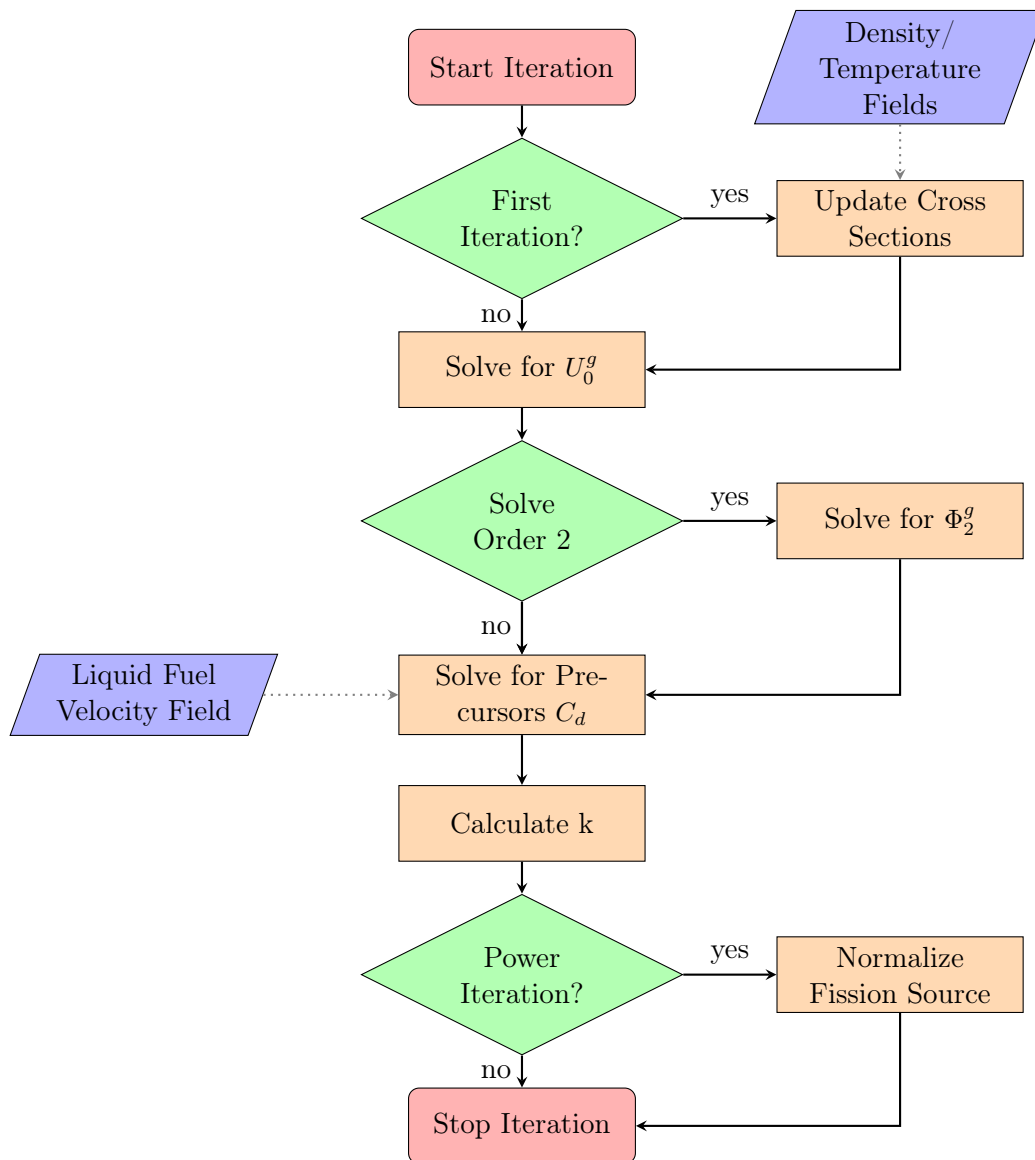 Density/
Temperature
Fields
Start Iteration
First
Iteration?
yes
Update Cross
Sections
no
Solve for $U_0^g$
Solve
Order 2
yes
Solve for $\Phi_2^g$
no
Liquid Fuel
Velocity Field
Solve for Pre-
cursors $C_d$
Calculate k
Power
Iteration?
yes
Normalize
Fission Source
no
Stop Iteration